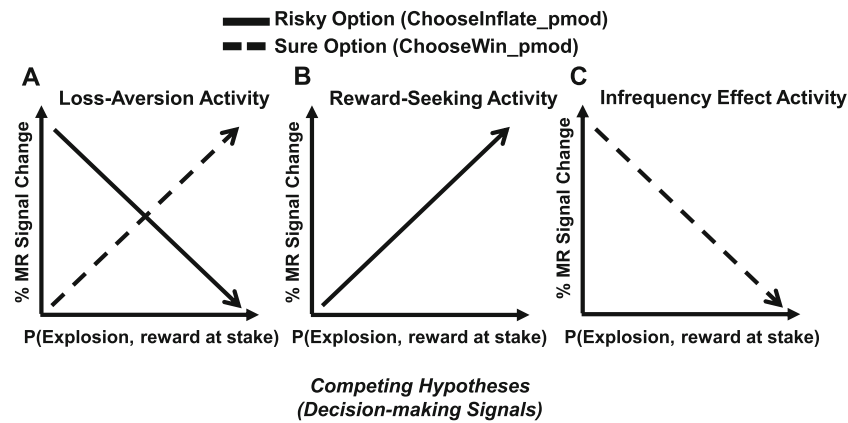 Risky Option (ChooseInflate_pmod)
Sure Option (ChooseWin_pmod)
A
Loss-Aversion Activity
% MR Signal Change
P(Explosion, reward at stake)
B
Reward-Seeking Activity
% MR Signal Change
P(Explosion, reward at stake)
C
Infrequency Effect Activity
% MR Signal Change
P(Explosion, reward at stake)
Competing Hypotheses
(Decision-making Signals)